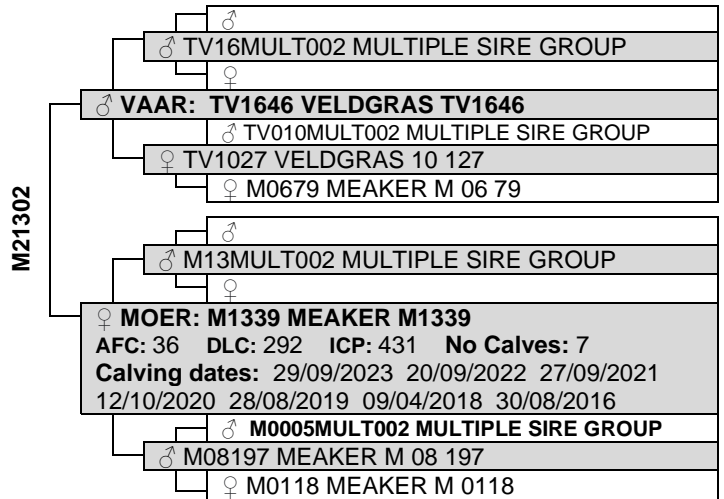 ♂
♂ TV16MULT002 MULTIPLE SIRE GROUP
♀
♂ VAAR: TV1646 VELDGRAS TV1646
♂ TV010MULT002 MULTIPLE SIRE GROUP
♀ TV1027 VELDGRAS 10 127
♀ M0679 MEAKER M 06 79
M21302
♂
♂ M13MULT002 MULTIPLE SIRE GROUP
♀
♀ MOER: M1339 MEAKER M1339
AFC: 36 DLC: 292 ICP: 431 No Calves: 7
Calving dates: 29/09/2023 20/09/2022 27/09/2021
12/10/2020 28/08/2019 09/04/2018 30/08/2016
♂ M0005MULT002 MULTIPLE SIRE GROUP
♂ M08197 MEAKER M 08 197
♀ M0118 MEAKER M 0118